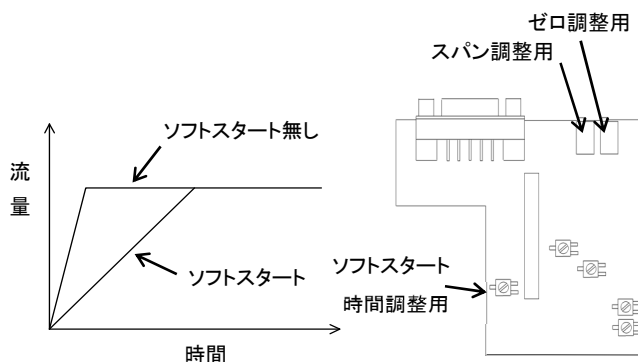 ゼロ調整用
スパン調整用
ソフトスタート無し
流
量
ソフトスタート
時間
ソフトスタート
時間調整用